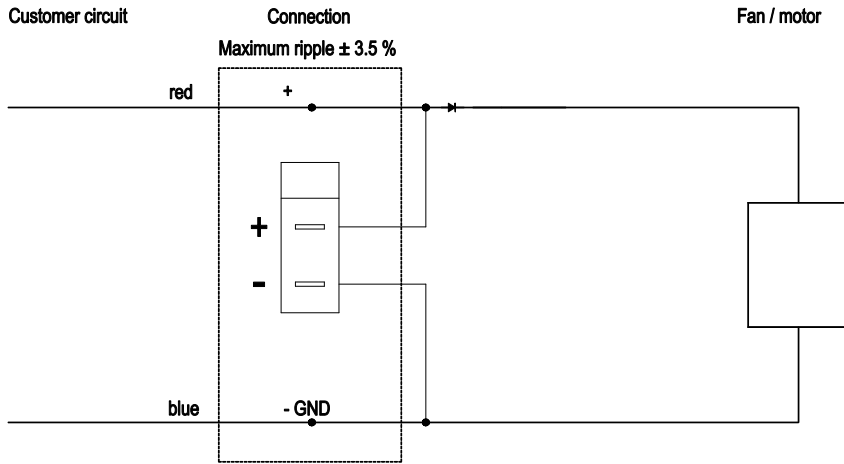 Customer circuit
Connection
Fan / motor
Maximum ripple ± 3.5 %
red
+
+
-
blue
- GND